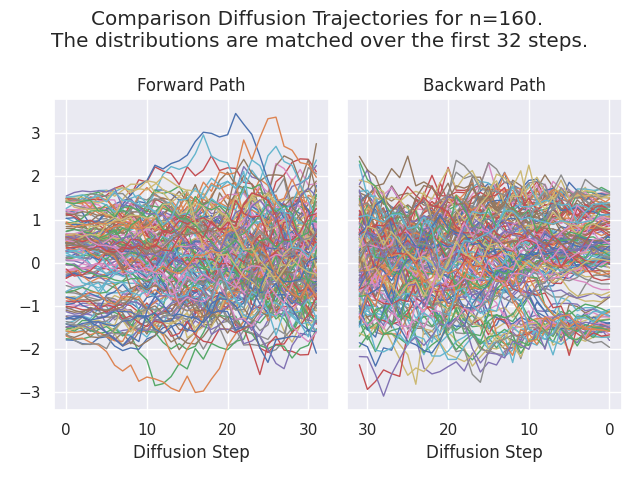 Comparison Diffusion Trajectories for n=160.
The distributions are matched over the first 32 steps.
Forward Path
Backward Path
3
2
1
0
−1
−2
−3
0 10 20 30
30 20 10 0
Diffusion Step
Diffusion Step